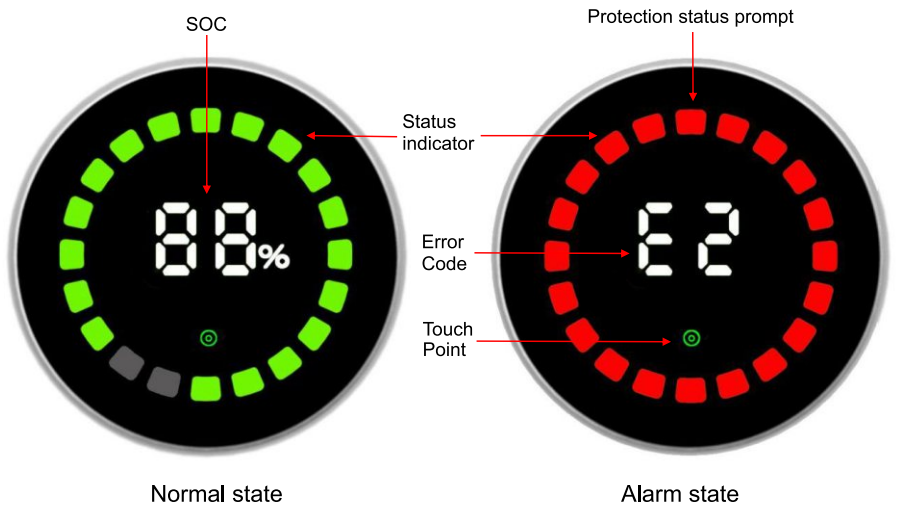 SOC
Protection status prompt
Status
indicator
88%
E2
Error
Code
Touch
Point
Normal state
Alarm state